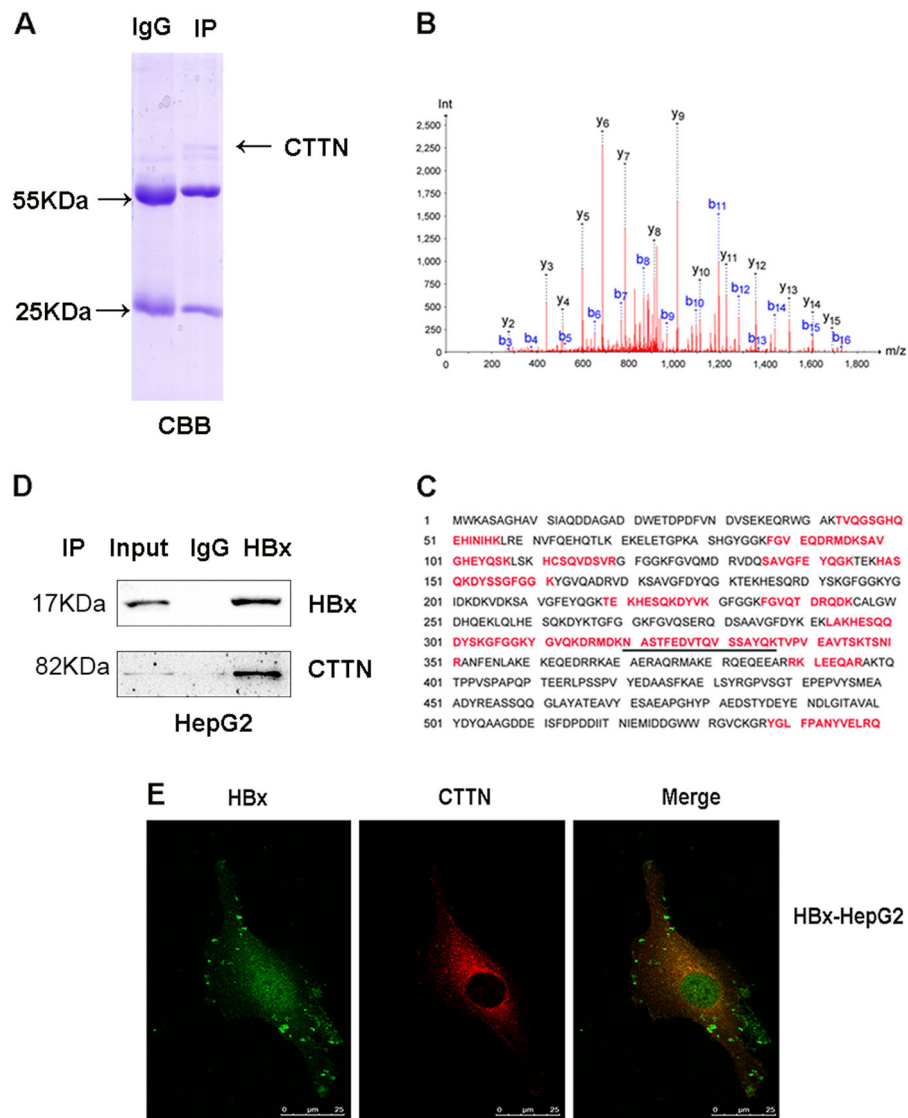 A
IgG IP
CTTN
55KDa
25KDa
CBB
B
Int
2,500
2,250
2,000
1,750
1,500
1,250
1,000
750
500
250
0
0 200 400 600 800 1,000 1,200 1,400 1,600 1,800
m/z
y2 y3 y4 y5 y6 y7 y8 y9 y10 y11 y12 y13 y14 y15
b3 b4 b5 b6 b7 b8 b9 b10 b11 b12 b13 b14 b15 b16
D
IP Input IgG HBx
17KDa HBx
82KDa CTTN
HepG2
C
1 MWKASAGHAV SIAQDDAGAD DWETDPDFVN DVSEKEQRWG AKTVQGSGHQ
51 EHINIHKLRE NVFQEHQTLK EKELETGPKA SHGYGGKFGV EQDRMDKSAV
101 GHEYQSKLSK HCSQVDSVRG FGGKFGVQMD RVDQSAVGFE YQGKTEKHAS
151 QKDYSSGFGG KYGVQADRVD KSAVGFDYQG KTEKHESQRD YSKGFGGKYG
201 IDKDKVDKSA VGFEYQGKTE KHESQKDYVK GFGGKFGVQT DRQDKCALGW
251 DHQEKLQLHE SQKDYKTGFG GKFGVQSERQ DSAAVGFDYK EKLAKHESQQ
301 DYSKGFGGKY GVQKDRMDKN ASTFEDVTQV SSAYQKTVPV EAVTSKTSNI
351 RANFENLAKE KEQEDRRKAE AERAQRMAKE RQEQEEARRK LEEQARAKTQ
401 TPPVSPAPQP TEERLPSSPV YEDAASFKAE LSYRGPVSGT EPEPVYSMEA
451 ADYREASSQQ GLAYATEAVY ESAEAPGHYP AEDSTYDEYE NDLGITAVAL
501 YDYQAAGDDE ISFDPDDIIT NIEMIDDGWW RGVCKGRYGL FPANYVELRQ
E
HBx CTTN Merge
HBx-HepG2
0 µm 25
0 µm 25
0 µm 25